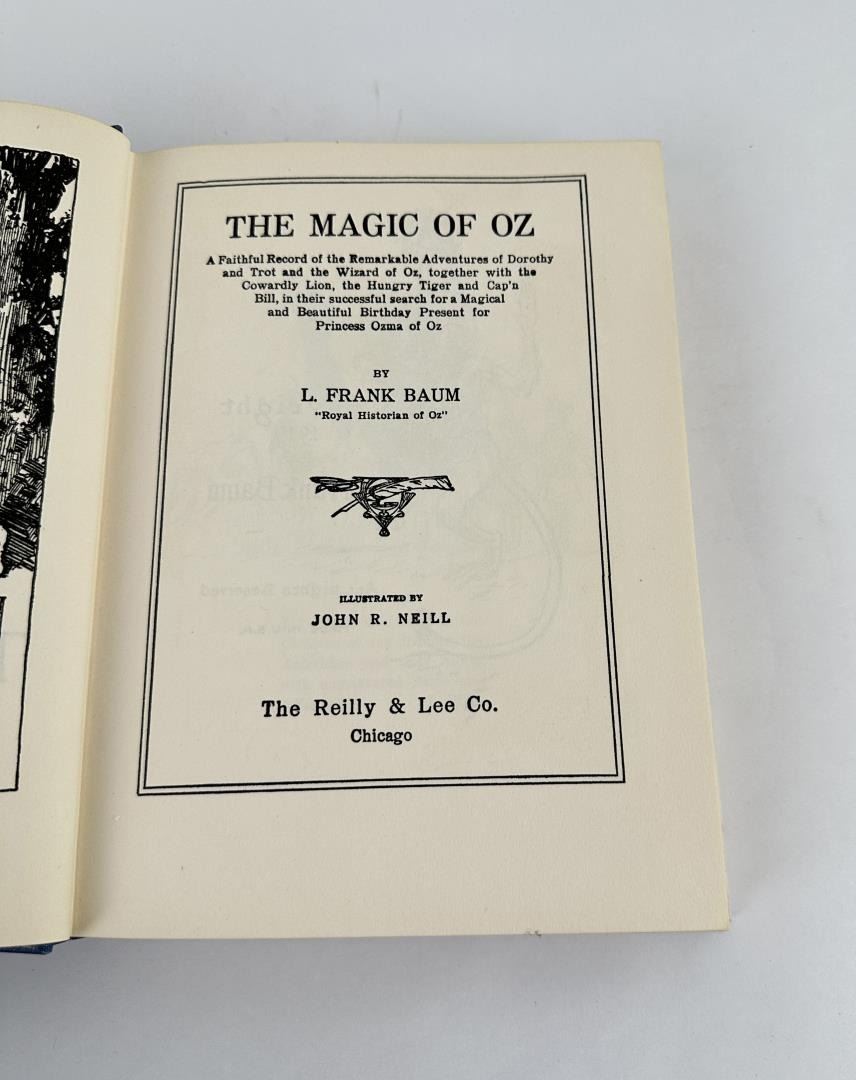 THE MAGIC OF OZ
A Faithful Record of the Remarkable Adventures of Dorothy
and Trot and the Wizard of Oz, together with the
Cowardly Lion, the Hungry Tiger and Cap'n
Bill, in their successful search for a Magical
and Beautiful Birthday Present for
Princess Ozma of Oz
BY
L. FRANK BAUM
"Royal Historian of Oz"
ILLUSTRATED BY
JOHN R. NEILL
The Reilly & Lee Co.
Chicago